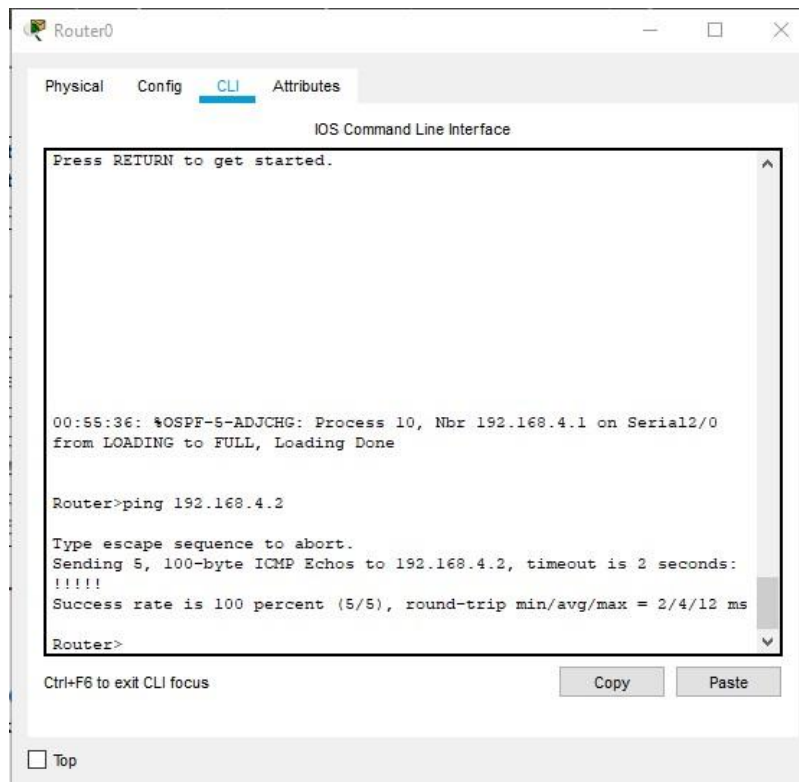 Router0
Physical Config CLI Attributes
IOS Command Line Interface
Press RETURN to get started.
00:55:36: %OSPF-5-ADJCHG: Process 10, Nbr 192.168.4.1 on Serial2/0
from LOADING to FULL, Loading Done
Router>ping 192.168.4.2
Type escape sequence to abort.
Sending 5, 100-byte ICMP Echos to 192.168.4.2, timeout is 2 seconds:
!!!!!
Success rate is 100 percent (5/5), round-trip min/avg/max = 2/4/12 ms
Router>
Ctrl+F6 to exit CLI focus
Copy Paste
Top